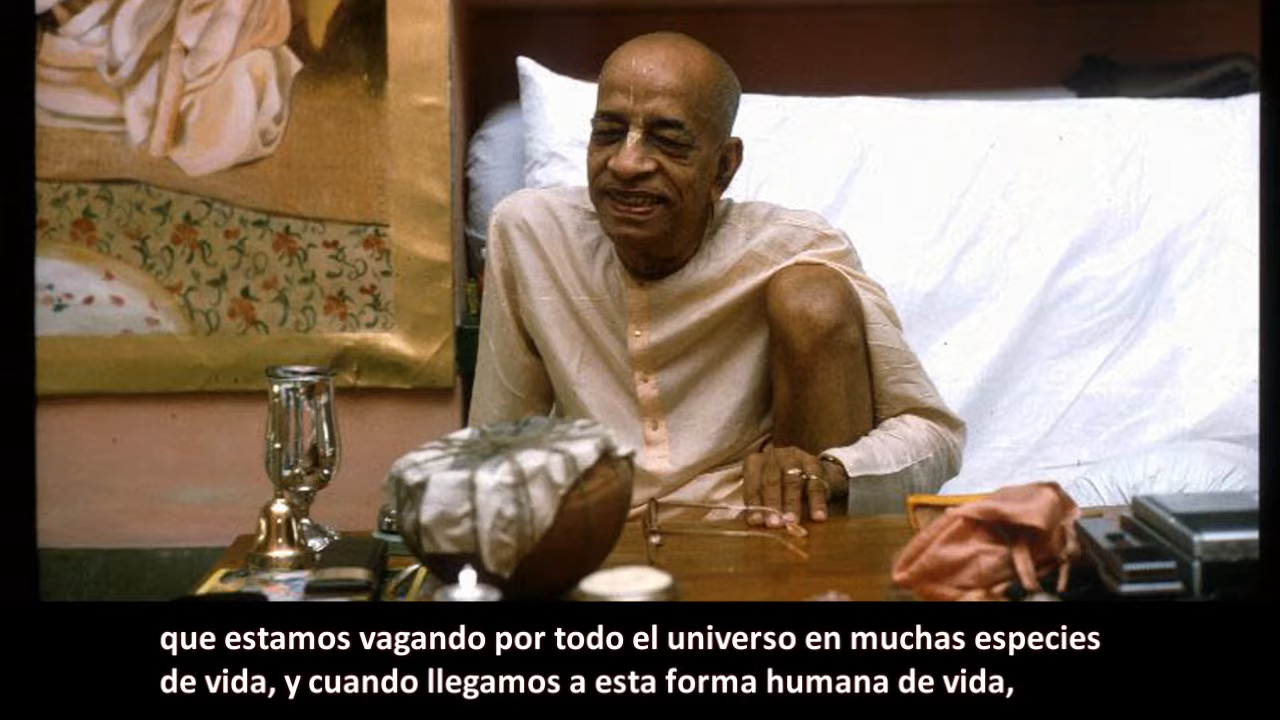 que estamos vagando por todo el universo en muchas especies
de vida, y cuando llegamos a esta forma humana de vida,